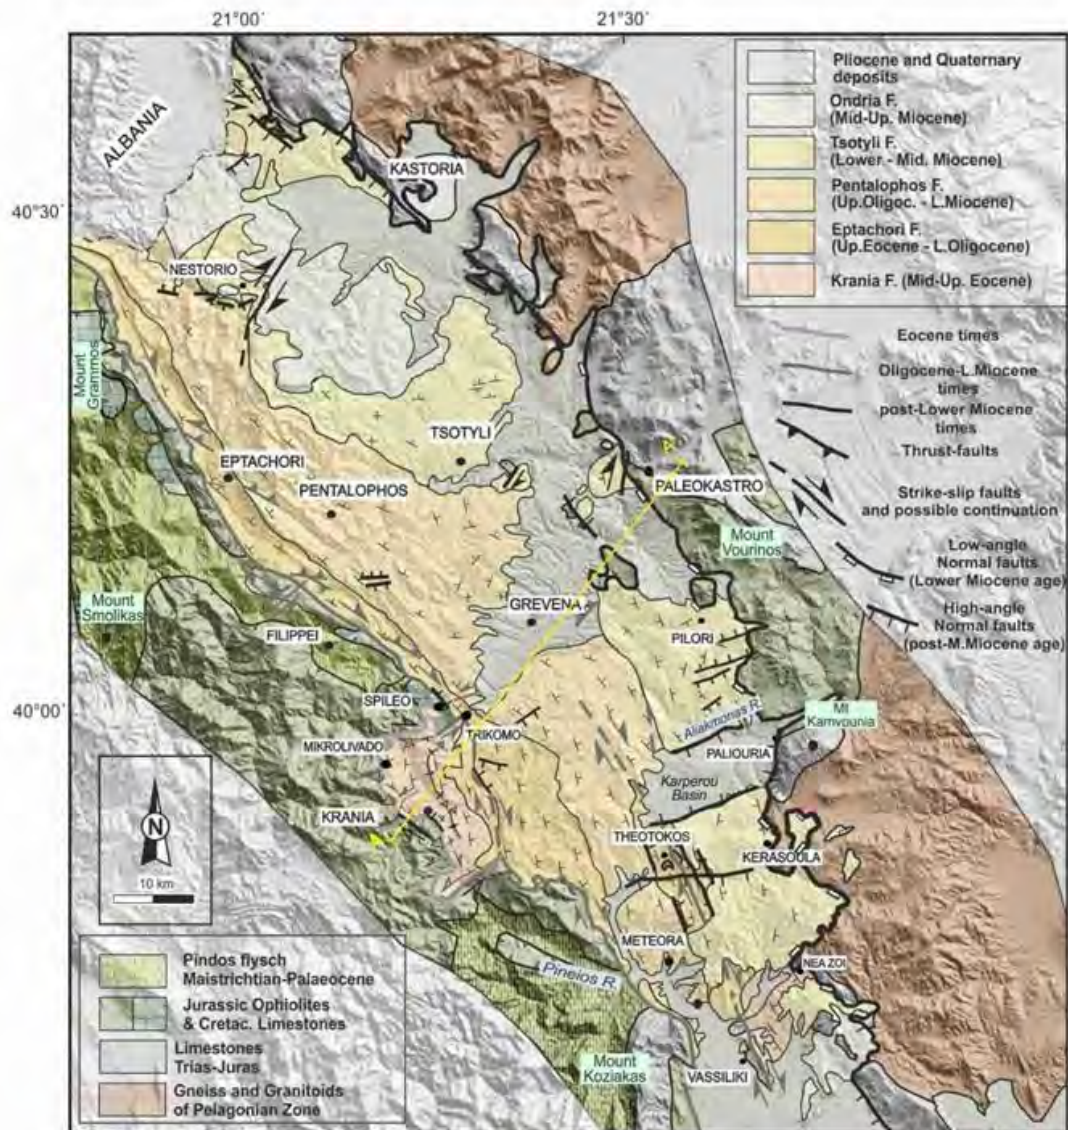 21°00´
21°30´
40°30´
40°00´
ALBANIA
KASTORIA
NESTORIO
Mount
Grammos
TSOTYLI
EPTACHORI
PENTALOPHOS
PALEOKASTRO
Mount
Vourinos
Mount
Smolikas
GREVENA
FILIPPEI
PILORI
SPILEO
TRIKOMO
Aliakmonas R.
Mt
Kamvounia
MIKROLIVADO
PALIOURIA
Karperou
Basin
KRANIA
THEOTOKOS
KERASOULA
METEORA
NEA ZOI
Pineios R.
Mount
Koziakas
VASSILIKI
N
10 km
Pliocene and Quaternary
deposits
Ondria F.
(Mid-Up. Miocene)
Tsotyli F.
(Lower - Mid. Miocene)
Pentalophos F.
(Up.Oligoc. - L.Miocene)
Eptachori F.
(Up.Eocene - L.Oligocene)
Krania F. (Mid-Up. Eocene)
Eocene times
Oligocene-L.Miocene
times
post-Lower Miocene
times
Thrust-faults
Strike-slip faults
and possible continuation
Low-angle
Normal faults
(Lower Miocene age)
High-angle
Normal faults
(post-M.Miocene age)
Pindos flysch
Maistrichtian-Palaeocene
Jurassic Ophiolites
& Cretac. Limestones
Limestones
Trias-Juras
Gneiss and Granitoids
of Pelagonian Zone